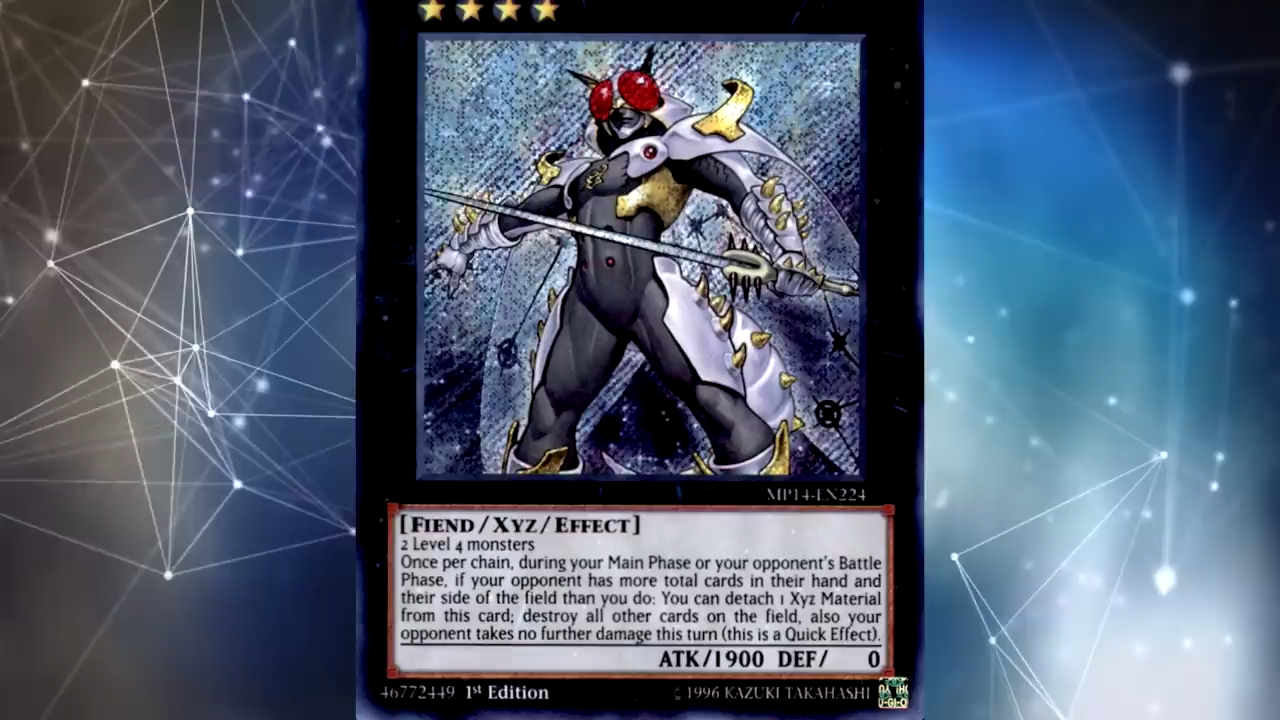 MP14-EN224
[FIEND/XYZ/EFFECT]
2 Level 4 monsters
Once per chain, during your Main Phase or your opponent's Battle
Phase, if your opponent has more total cards in their hand and
their side of the field than you do: You can detach 1 Xyz Material
from this card; destroy all other cards on the field, also your
opponent takes no further damage this turn (this is a Quick Effect).
ATK/1900 DEF/ 0
46772449 1st Edition © 1996 KAZUKI TAKAHASHI